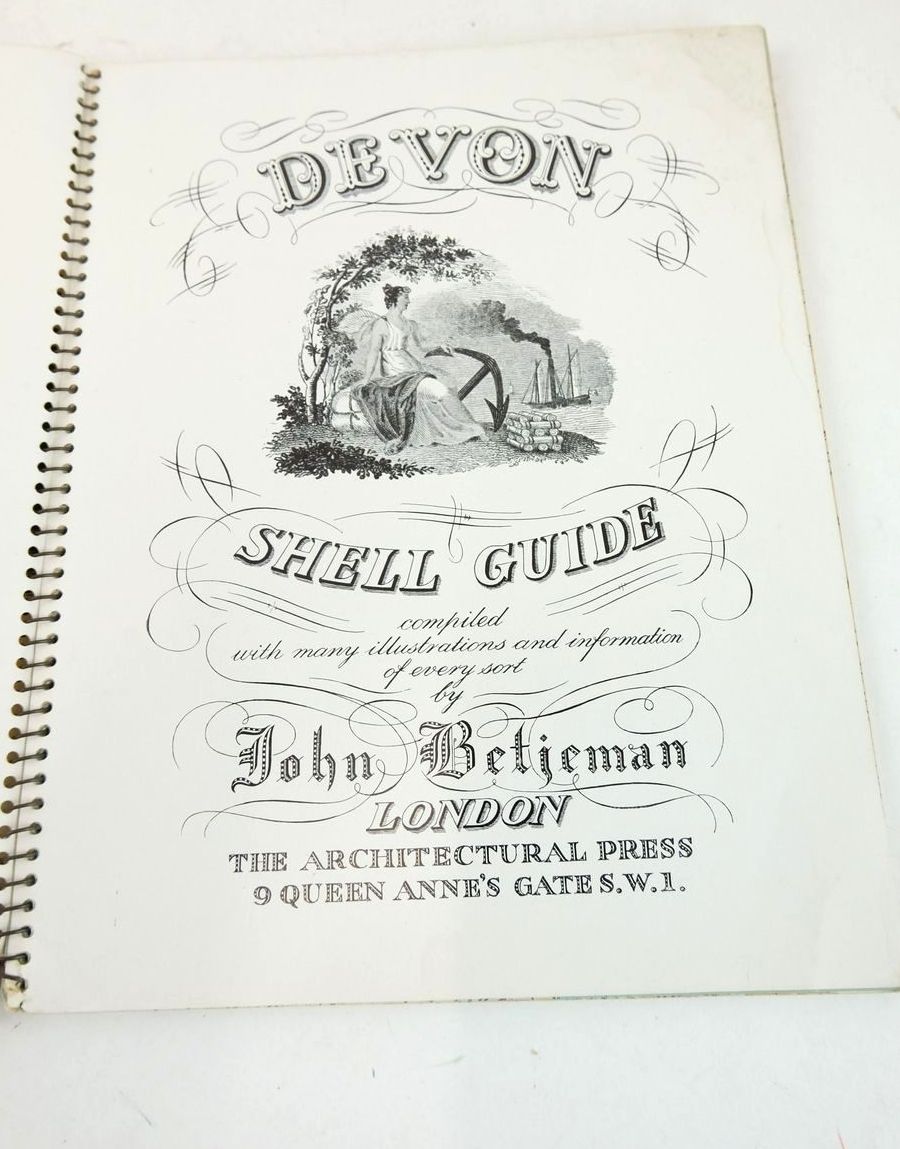 DEVON
SHELL GUIDE
compiled
with many illustrations and information
of every sort
by
John Betjeman
LONDON
THE ARCHITECTURAL PRESS
9 QUEEN ANNE'S GATE S.W.1.